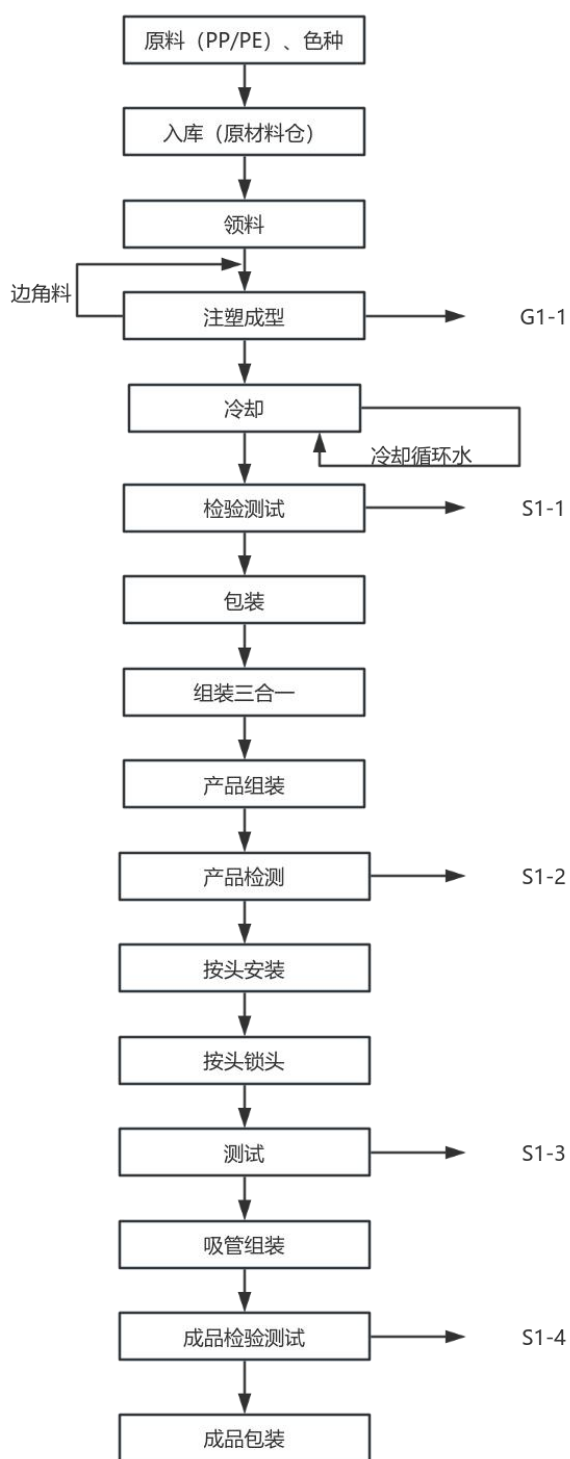 原料（PP/PE）、色种
入库（原材料仓）
领料
边角料
注塑成型
G1-1
冷却
冷却循环水
检验测试
S1-1
包装
组装三合一
产品组装
产品检测
S1-2
按头安装
按头锁头
测试
S1-3
吸管组装
成品检验测试
S1-4
成品包装